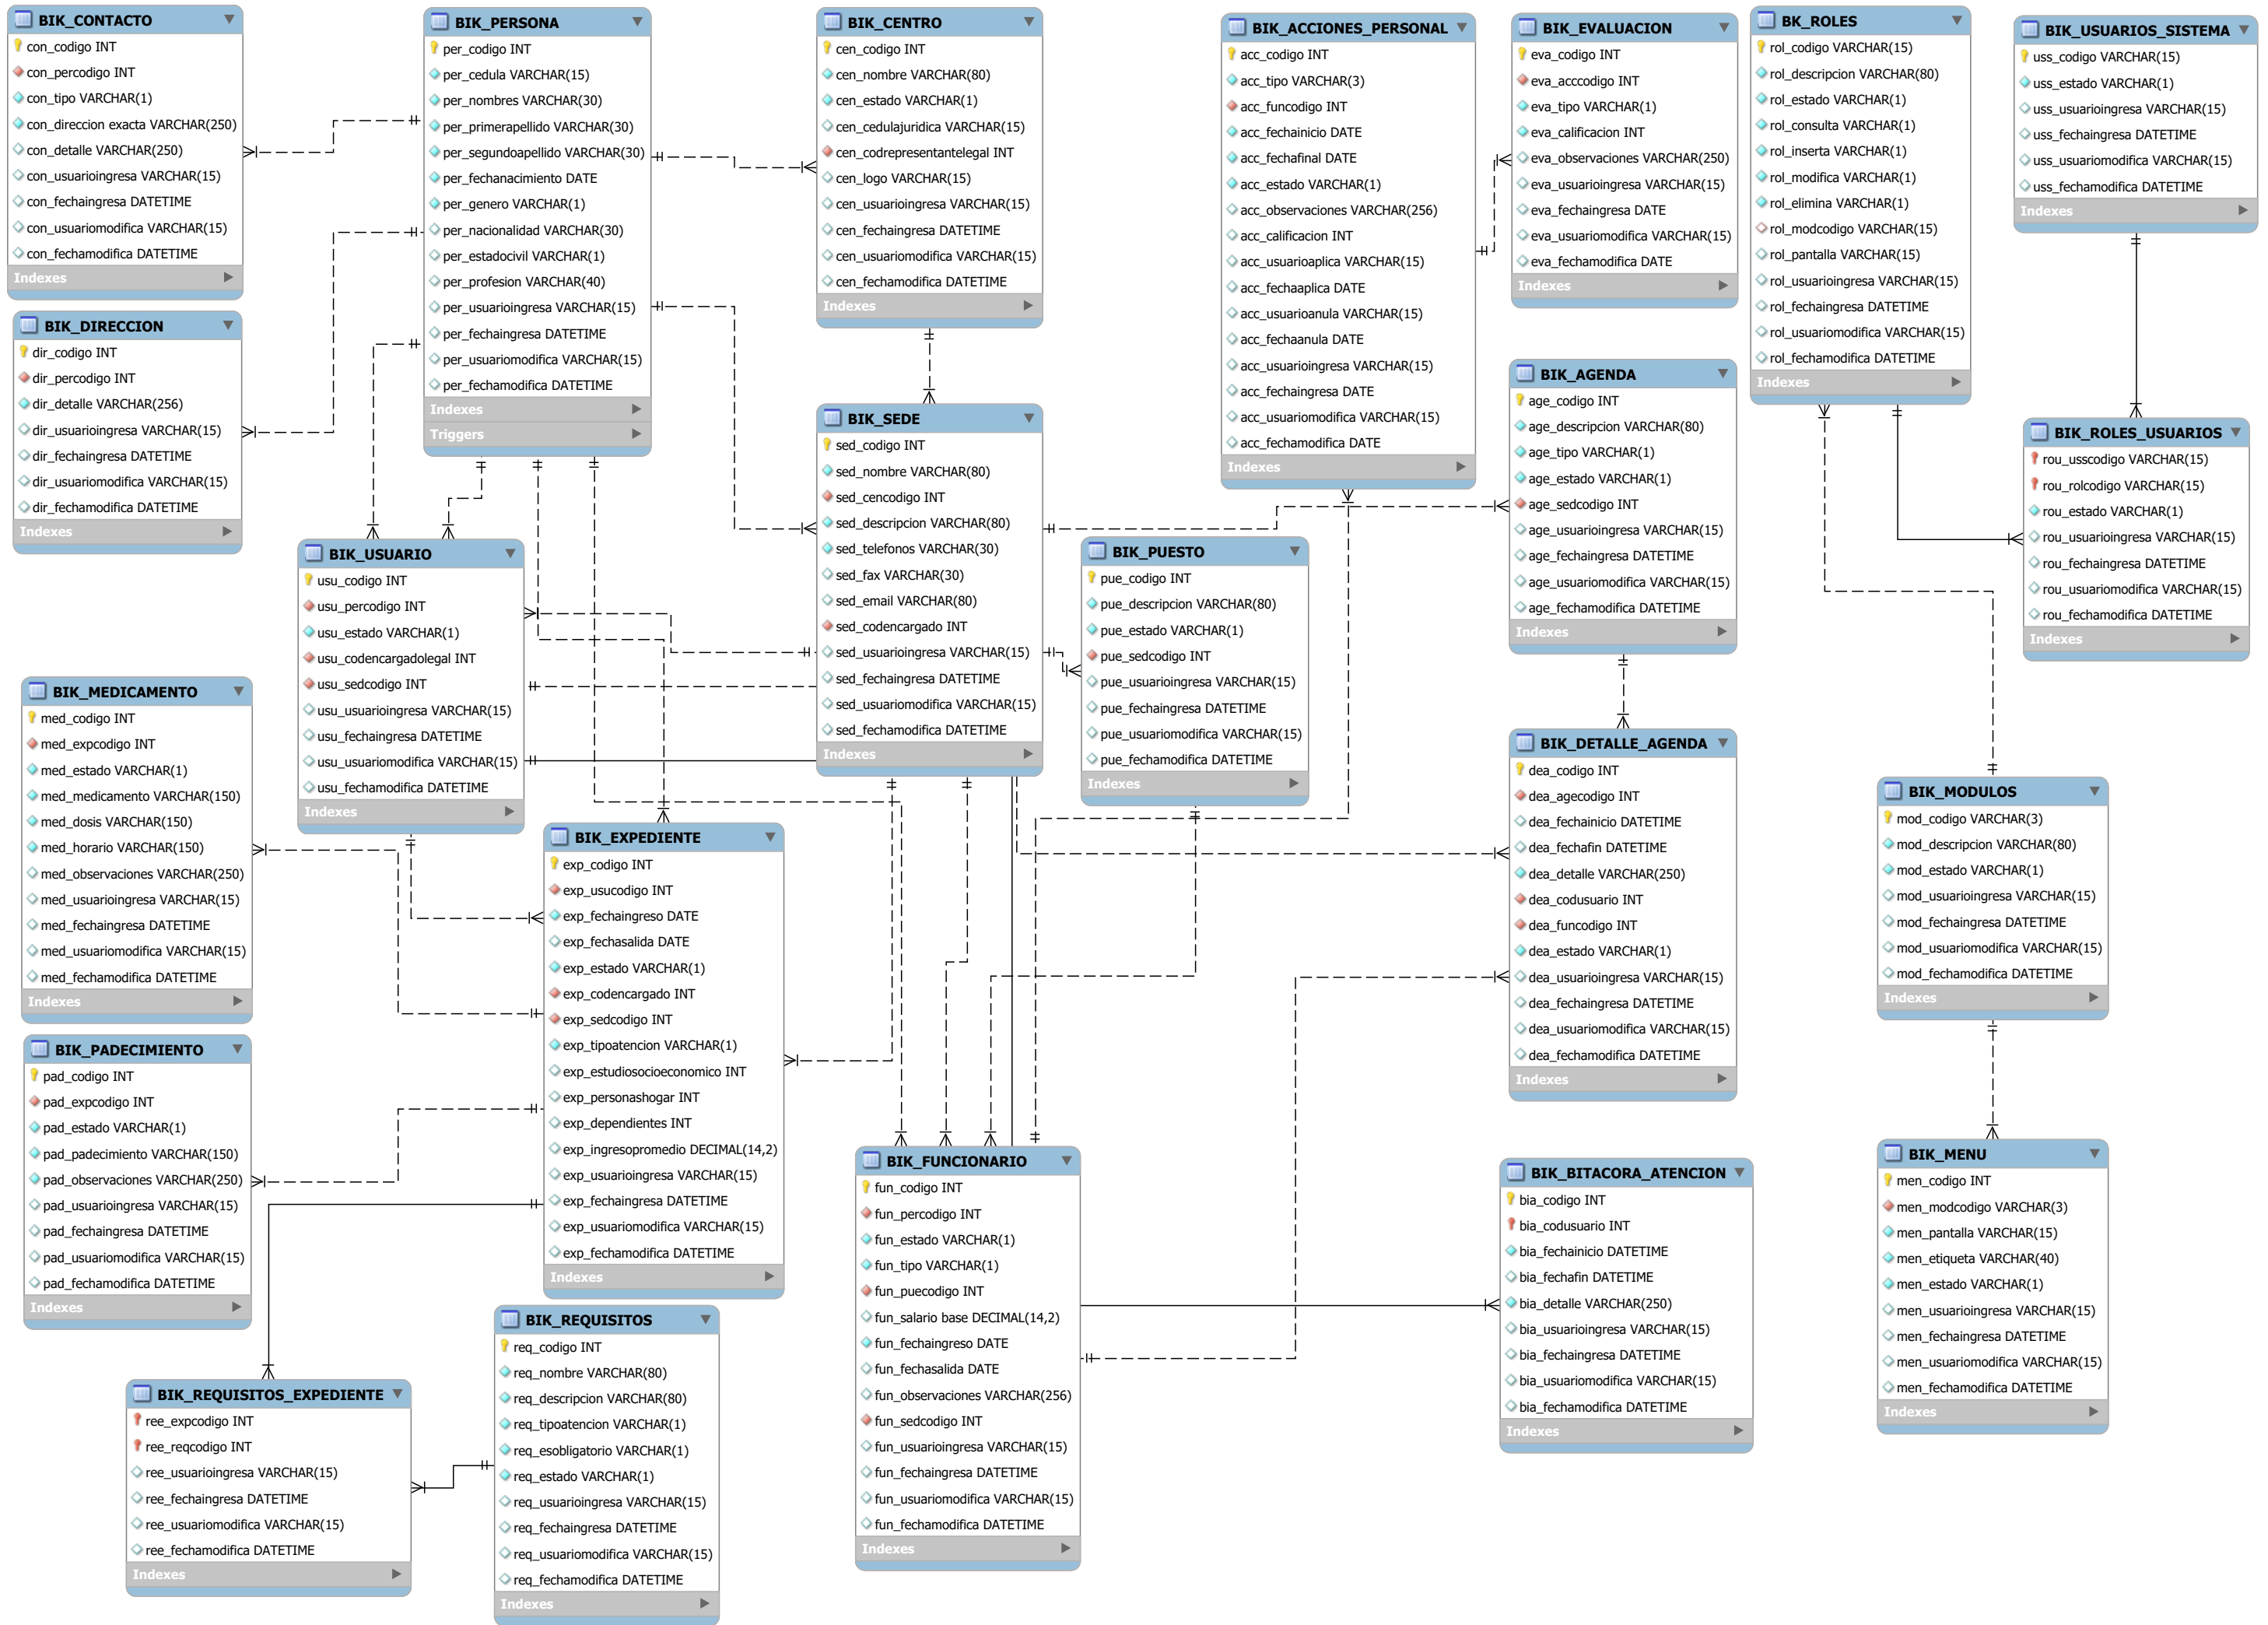 BIK_CONTACTO
con_codigo INT
con_percodigo INT
con_tipo VARCHAR(1)
con_direccion exacta VARCHAR(250)
con_detalle VARCHAR(250)
con_usuarioingresa VARCHAR(15)
con_fechaingresa DATETIME
con_usuariomodifica VARCHAR(15)
con_fechamodifica DATETIME
Indexes
BIK_DIRECCION
dir_codigo INT
dir_percodigo INT
dir_detalle VARCHAR(256)
dir_usuarioingresa VARCHAR(15)
dir_fechaingresa DATETIME
dir_usuariomodifica VARCHAR(15)
dir_fechamodifica DATETIME
Indexes
BIK_PERSONA
per_codigo INT
per_cedula VARCHAR(15)
per_nombres VARCHAR(30)
per_primerapellido VARCHAR(30)
per_segundoapellido VARCHAR(30)
per_fechanacimiento DATE
per_genero VARCHAR(1)
per_nacionalidad VARCHAR(30)
per_estadocivil VARCHAR(1)
per_profesion VARCHAR(40)
per_usuarioingresa VARCHAR(15)
per_fechaingresa DATETIME
per_usuariomodifica VARCHAR(15)
per_fechamodifica DATETIME
Indexes
Triggers
BIK_CENTRO
cen_codigo INT
cen_nombre VARCHAR(80)
cen_estado VARCHAR(1)
cen_cedulajuridica VARCHAR(15)
cen_codrepresentantelegal INT
cen_logo VARCHAR(15)
cen_usuarioingresa VARCHAR(15)
cen_fechaingresa DATETIME
cen_usuariomodifica VARCHAR(15)
cen_fechamodifica DATETIME
Indexes
BIK_ACCIONES_PERSONAL
acc_codigo INT
acc_tipo VARCHAR(3)
acc_funcodigo INT
acc_fechainicio DATE
acc_fechafinal DATE
acc_estado VARCHAR(1)
acc_observaciones VARCHAR(256)
acc_calificacion INT
acc_usuarioaplica VARCHAR(15)
acc_fechaaplica DATE
acc_usuarioanula VARCHAR(15)
acc_fechaanula DATE
acc_usuarioingresa VARCHAR(15)
acc_fechaingresa DATE
acc_usuariomodifica VARCHAR(15)
acc_fechamodifica DATE
Indexes
BIK_EVALUACION
eva_codigo INT
eva_acccodigo INT
eva_tipo VARCHAR(1)
eva_calificacion INT
eva_observaciones VARCHAR(250)
eva_usuarioingresa VARCHAR(15)
eva_fechaingresa DATE
eva_usuariomodifica VARCHAR(15)
eva_fechamodifica DATE
Indexes
BK_ROLES
rol_codigo VARCHAR(15)
rol_descripcion VARCHAR(80)
rol_estado VARCHAR(1)
rol_consulta VARCHAR(1)
rol_inserta VARCHAR(1)
rol_modifica VARCHAR(1)
rol_elimina VARCHAR(1)
rol_modcodigo VARCHAR(15)
rol_pantalla VARCHAR(15)
rol_usuarioingresa VARCHAR(15)
rol_fechaingresa DATETIME
rol_usuariomodifica VARCHAR(15)
rol_fechamodifica DATETIME
Indexes
BIK_USUARIOS_SISTEMA
uss_codigo VARCHAR(15)
uss_estado VARCHAR(1)
uss_usuarioingresa VARCHAR(15)
uss_fechaingresa DATETIME
uss_usuariomodifica VARCHAR(15)
uss_fechamodifica DATETIME
Indexes
BIK_USUARIO
usu_codigo INT
usu_percodigo INT
usu_estado VARCHAR(1)
usu_codencargadolegal INT
usu_sedcodigo INT
usu_usuarioingresa VARCHAR(15)
usu_fechaingresa DATETIME
usu_usuariomodifica VARCHAR(15)
usu_fechamodifica DATETIME
Indexes
BIK_SEDE
sed_codigo INT
sed_nombre VARCHAR(80)
sed_cencodigo INT
sed_descripcion VARCHAR(80)
sed_telefonos VARCHAR(30)
sed_fax VARCHAR(30)
sed_email VARCHAR(80)
sed_codencargado INT
sed_usuarioingresa VARCHAR(15)
sed_fechaingresa DATETIME
sed_usuariomodifica VARCHAR(15)
sed_fechamodifica DATETIME
Indexes
BIK_PUESTO
pue_codigo INT
pue_descripcion VARCHAR(80)
pue_estado VARCHAR(1)
pue_sedcodigo INT
pue_usuarioingresa VARCHAR(15)
pue_fechaingresa DATETIME
pue_usuariomodifica VARCHAR(15)
pue_fechamodifica DATETIME
Indexes
BIK_AGENDA
age_codigo INT
age_descripcion VARCHAR(80)
age_tipo VARCHAR(1)
age_estado VARCHAR(1)
age_sedcodigo INT
age_usuarioingresa VARCHAR(15)
age_fechaingresa DATETIME
age_usuariomodifica VARCHAR(15)
age_fechamodifica DATETIME
Indexes
BIK_ROLES_USUARIOS
rou_usscodigo VARCHAR(15)
rou_rolcodigo VARCHAR(15)
rou_estado VARCHAR(1)
rou_usuarioingresa VARCHAR(15)
rou_fechaingresa DATETIME
rou_usuariomodifica VARCHAR(15)
rou_fechamodifica DATETIME
Indexes
BIK_MEDICAMENTO
med_codigo INT
med_expcodigo INT
med_estado VARCHAR(1)
med_medicamento VARCHAR(150)
med_dosis VARCHAR(150)
med_horario VARCHAR(150)
med_observaciones VARCHAR(250)
med_usuarioingresa VARCHAR(15)
med_fechaingresa DATETIME
med_usuariomodifica VARCHAR(15)
med_fechamodifica DATETIME
Indexes
BIK_EXPEDIENTE
exp_codigo INT
exp_usucodigo INT
exp_fechaingreso DATE
exp_fechasalida DATE
exp_estado VARCHAR(1)
exp_codencargado INT
exp_sedcodigo INT
exp_tipoatencion VARCHAR(1)
exp_estudiosocioeconomico INT
exp_personashogar INT
exp_dependientes INT
exp_ingresopromedio DECIMAL(14,2)
exp_usuarioingresa VARCHAR(15)
exp_fechaingresa DATETIME
exp_usuariomodifica VARCHAR(15)
exp_fechamodifica DATETIME
Indexes
BIK_DETALLE_AGENDA
dea_codigo INT
dea_agecodigo INT
dea_fechainicio DATETIME
dea_fechafin DATETIME
dea_detalle VARCHAR(250)
dea_codusuario INT
dea_funcodigo INT
dea_estado VARCHAR(1)
dea_usuarioingresa VARCHAR(15)
dea_fechaingresa DATETIME
dea_usuariomodifica VARCHAR(15)
dea_fechamodifica DATETIME
Indexes
BIK_MODULOS
mod_codigo VARCHAR(3)
mod_descripcion VARCHAR(80)
mod_estado VARCHAR(1)
mod_usuarioingresa VARCHAR(15)
mod_fechaingresa DATETIME
mod_usuariomodifica VARCHAR(15)
mod_fechamodifica DATETIME
Indexes
BIK_PADECIMIENTO
pad_codigo INT
pad_expcodigo INT
pad_estado VARCHAR(1)
pad_padecimiento VARCHAR(150)
pad_observaciones VARCHAR(250)
pad_usuarioingresa VARCHAR(15)
pad_fechaingresa DATETIME
pad_usuariomodifica VARCHAR(15)
pad_fechamodifica DATETIME
Indexes
BIK_FUNCIONARIO
fun_codigo INT
fun_percodigo INT
fun_estado VARCHAR(1)
fun_tipo VARCHAR(1)
fun_puecodigo INT
fun_salario base DECIMAL(14,2)
fun_fechaingreso DATE
fun_fechasalida DATE
fun_observaciones VARCHAR(256)
fun_sedcodigo INT
fun_usuarioingresa VARCHAR(15)
fun_fechaingresa DATETIME
fun_usuariomodifica VARCHAR(15)
fun_fechamodifica DATETIME
Indexes
BIK_BITACORA_ATENCION
bia_codigo INT
bia_codusuario INT
bia_fechainicio DATETIME
bia_fechafin DATETIME
bia_detalle VARCHAR(250)
bia_usuarioingresa VARCHAR(15)
bia_fechaingresa DATETIME
bia_usuariomodifica VARCHAR(15)
bia_fechamodifica DATETIME
Indexes
BIK_MENU
men_codigo INT
men_modcodigo VARCHAR(3)
men_pantalla VARCHAR(15)
men_etiqueta VARCHAR(40)
men_estado VARCHAR(1)
men_usuarioingresa VARCHAR(15)
men_fechaingresa DATETIME
men_usuariomodifica VARCHAR(15)
men_fechamodifica DATETIME
Indexes
BIK_REQUISITOS_EXPEDIENTE
ree_expcodigo INT
ree_reqcodigo INT
ree_usuarioingresa VARCHAR(15)
ree_fechaingresa DATETIME
ree_usuariomodifica VARCHAR(15)
ree_fechamodifica DATETIME
Indexes
BIK_REQUISITOS
req_codigo INT
req_nombre VARCHAR(80)
req_descripcion VARCHAR(80)
req_tipoatencion VARCHAR(1)
req_esobligatorio VARCHAR(1)
req_estado VARCHAR(1)
req_usuarioingresa VARCHAR(15)
req_fechaingresa DATETIME
req_usuariomodifica VARCHAR(15)
req_fechamodifica DATETIME
Indexes